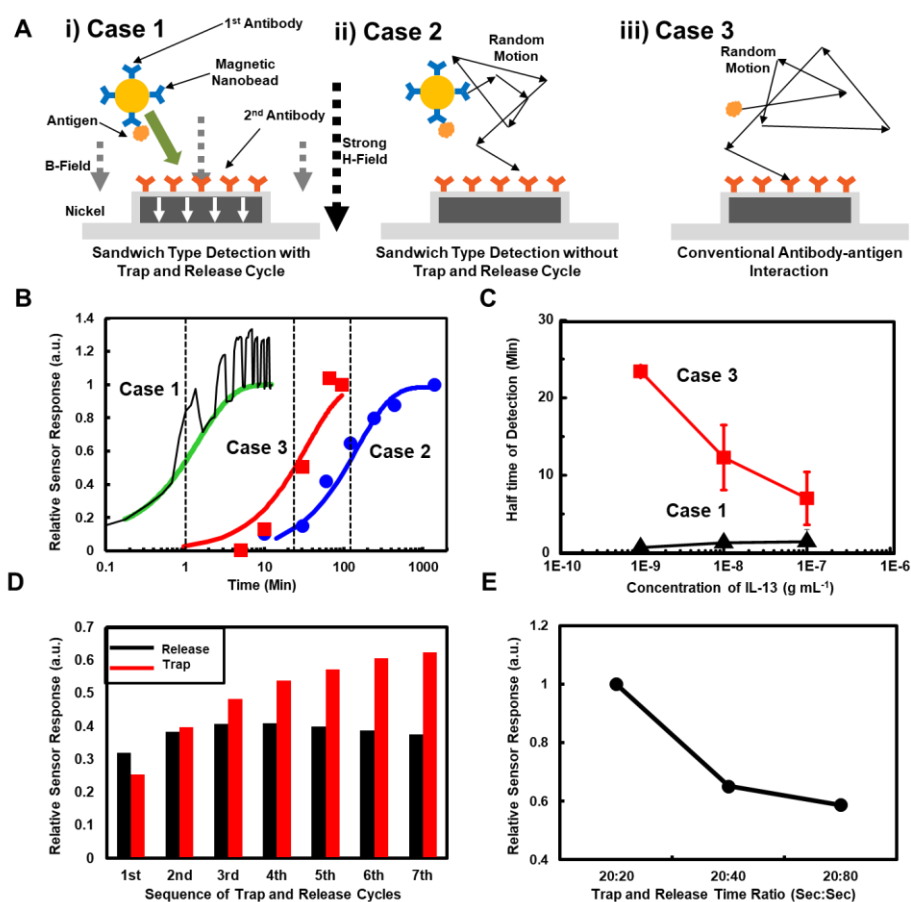 A
i) Case 1
1st Antibody
Magnetic
Nanobead
Antigen
2nd Antibody
B-Field
Nickel
Sandwich Type Detection with
Trap and Release Cycle
Strong
H-Field
ii) Case 2
Random
Motion
Sandwich Type Detection without
Trap and Release Cycle
iii) Case 3
Random
Motion
Conventional Antibody-antigen
Interaction
B
Relative Sensor Response (a.u.)
1.4
1.2
1
0.8
0.6
0.4
0.2
0
Case 1
Case 3
Case 2
0.1 1 10 100 1000
Time (Min)
C
Half time of Detection (Min)
30
20
10
0
Case 3
Case 1
1E-10 1E-9 1E-8 1E-7 1E-6
Concentration of IL-13 (g mL-1)
D
Relative Sensor Response (a.u.)
0.7
0.6
0.5
0.4
0.3
0.2
0.1
0
Release
Trap
1st 2nd 3rd 4th 5th 6th 7th
Sequence of Trap and Release Cycles
E
Relative Sensor Response (a.u.)
1.2
1
0.8
0.6
0.4
20:20 20:40 20:80
Trap and Release Time Ratio (Sec:Sec)